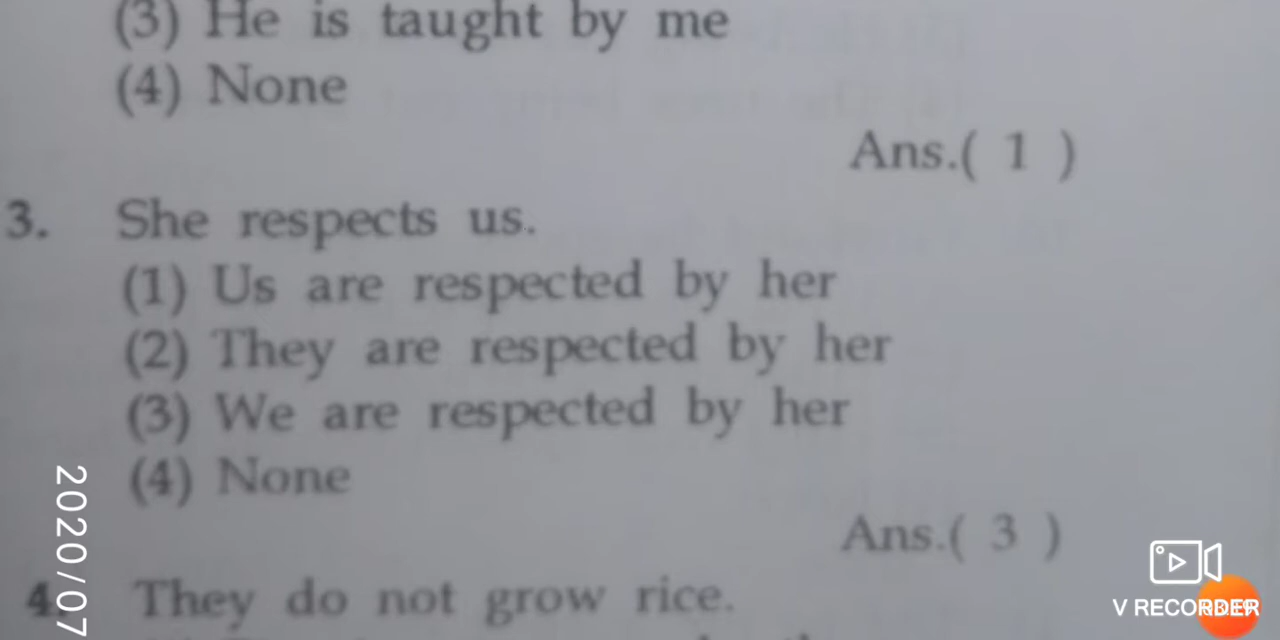 (3) He is taught by me
(4) None
Ans.( 1 )
3. She respects us.
(1) Us are respected by her
(2) They are respected by her
(3) We are respected by her
(4) None
Ans.( 3 )
4. They do not grow rice.
2020/07
V RECORDER